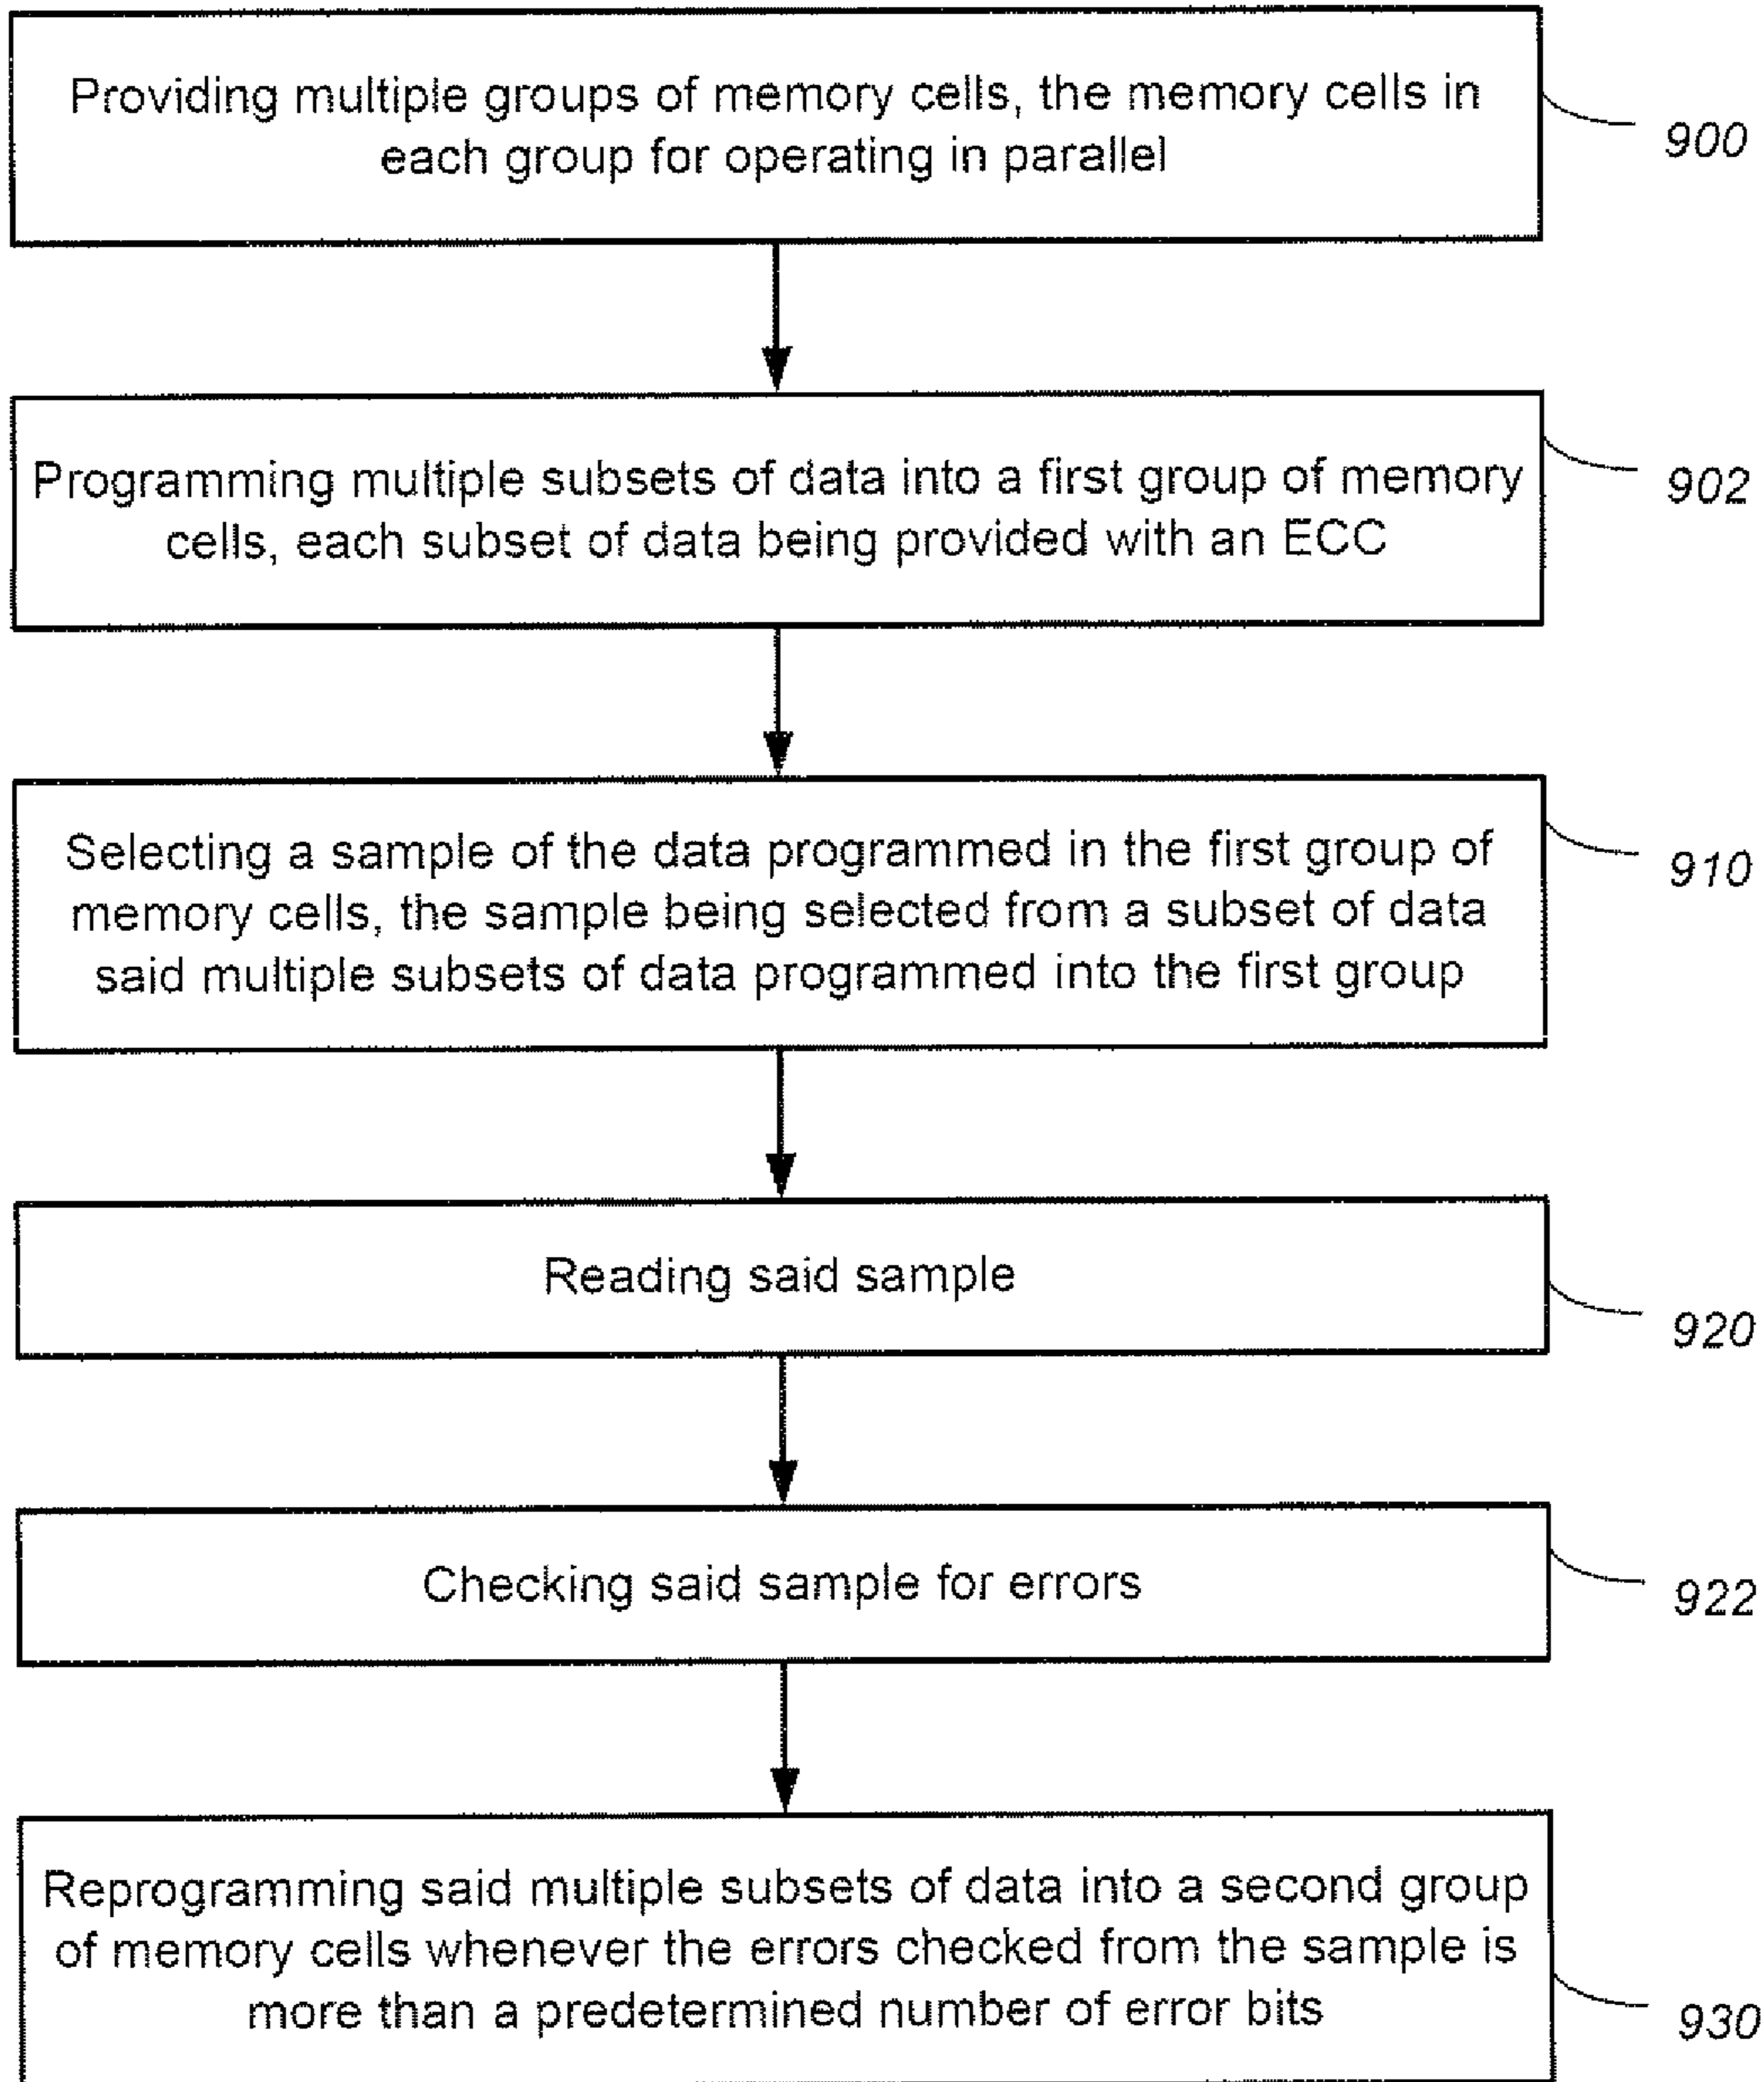 Providing multiple groups of memory cells, the memory cells in
each group for operating in parallel
900
Programming multiple subsets of data into a first group of memory
cells, each subset of data being provided with an ECC
902
Selecting a sample of the data programmed in the first group of
memory cells, the sample being selected from a subset of data
said multiple subsets of data programmed into the first group
910
Reading said sample
920
Checking said sample for errors
922
Reprogramming said multiple subsets of data into a second group
of memory cells whenever the errors checked from the sample is
more than a predetermined number of error bits
930